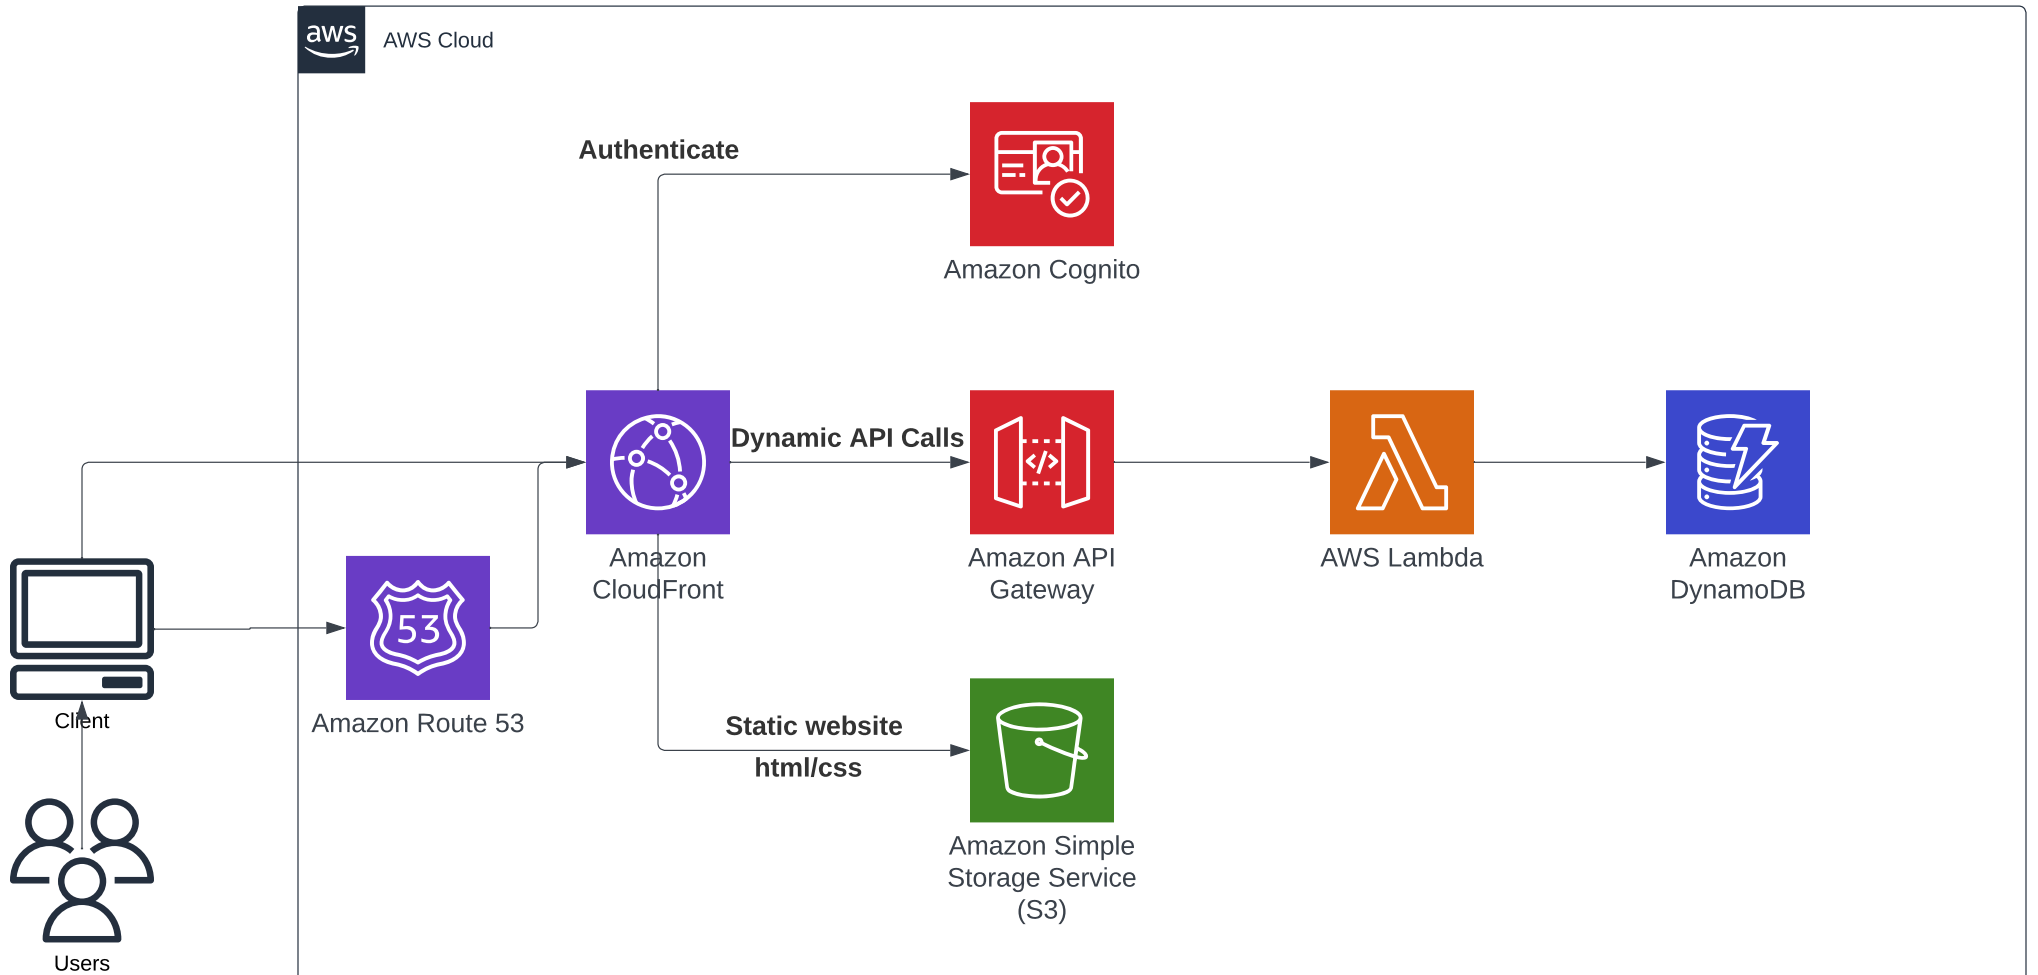 aws
AWS Cloud
Authenticate
Amazon Cognito
Dynamic API Calls
</>
Amazon
CloudFront
Amazon API
Gateway
AWS Lambda
Amazon
DynamoDB
53
Amazon Route 53
Client
Static website
html/css
Amazon Simple
Storage Service
(S3)
Users